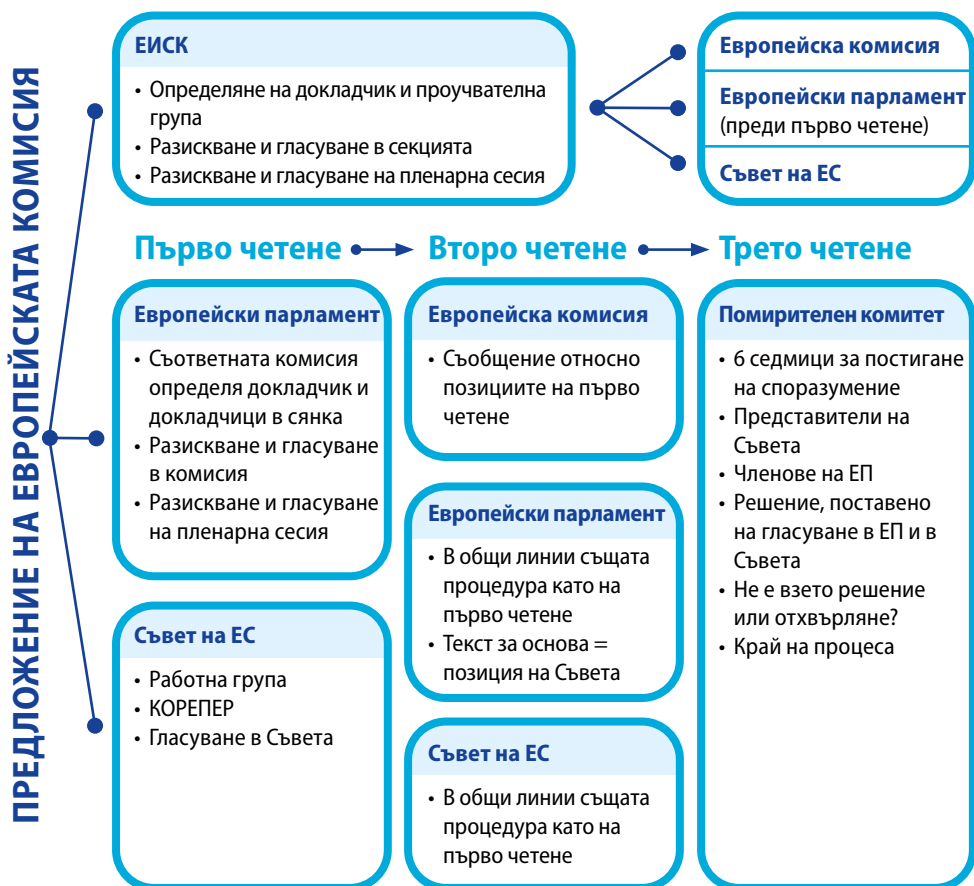 ПРЕДЛОЖЕНИЕ НА ЕВРОПЕЙСКАТА КОМИСИЯ
ЕИСК
• Определяне на докладчик и проучвателна
група
• Разискване и гласуване в секцията
• Разискване и гласуване на пленарна сесия
Европейска комисия
Европейски парламент
(преди първо четене)
Съвет на ЕС
Първо четене
Второ четене
Трето четене
Европейски парламент
• Съответната комисия
определя докладчик и
докладчици в сянка
• Разискване и гласуване
в комисия
• Разискване и гласуване
на пленарна сесия
Съвет на ЕС
• Работна група
• КОРЕПЕР
• Гласуване в Съвета
Европейска комисия
• Съобщение относно
позициите на първо
четене
Европейски парламент
• В общи линии същата
процедура като на
първо четене
• Текст за основа =
позиция на Съвета
Съвет на ЕС
• В общи линии същата
процедура като на
първо четене
Помирителен комитет
• 6 седмици за постигане
на споразумение
• Представители на
Съвета
• Членове на ЕП
• Решение, поставено
на гласуване в ЕП и в
Съвета
• Не е взето решение
или отхвърляне?
• Край на процеса